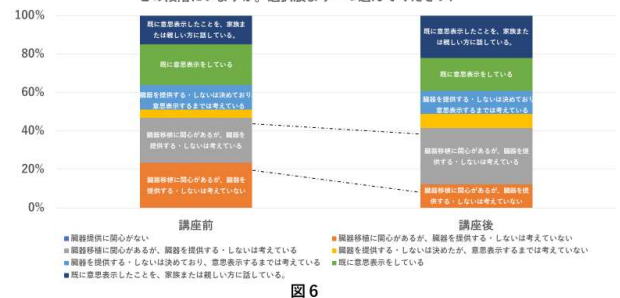 100%
80%
60%
40%
20%
0%
既に意思表示したことを、家族また
は親しい方に話している。
既に意思表示をしている
臓器を提供する・しないは決めており、
意思表示するまでは考えている
臓器移植に関心があるが、臓器を
提供する・しないは考えている
臓器移植に関心があるが、臓器を
提供する・しないは考えていない
既に意思表示したことを、家族また
は親しい方に話している。
既に意思表示をしている
臓器を提供する・しないは決めており、
意思表示するまでは考えている
臓器移植に関心があるが、臓器を提
供する・しないは考えている
臓器移植に関心があるが、臓器を提
供する・しないは考えていない
講座前
講座後
臓器提供に関心がない
臓器移植に関心があるが、臓器を提供する・しないは考えていない
臓器移植に関心があるが、臓器を提供する・しないは考えている
臓器を提供する・しないは決めたが、意思表示するまでは考えていない
臓器を提供する・しないは決めており、意思表示するまでは考えている
既に意思表示をしている
既に意思表示したことを、家族または親しい方に話している。
図6